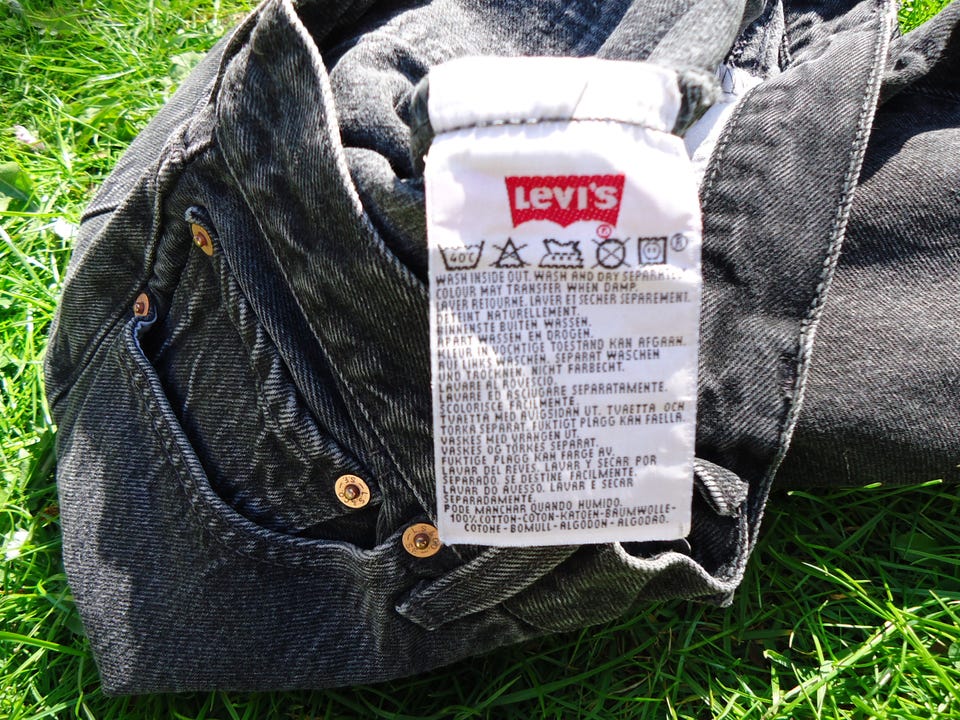 LEVI'S
®
40°C
®
WASH INSIDE OUT. WASH AND DRY SEPARATE.
COLOUR MAY TRANSFER WHEN DAMP.
LAVER RETOURNE. LAVER ET SECHER SEPAREMENT.
DETEINT NATURELLEMENT.
BINNENSTE BUITEN WASSEN.
APART WASSEN EN DROGEN.
KLEUR IN VOCHTIGE TOESTAND KAN AFGAAN.
AUF LINKS WASCHEN. SEPARAT WASCHEN
UND TROCKNEN. NICHT FARBECHT.
LAVARE AL ROVESCIO.
LAVARE ED ASCIUGARE SEPARATAMENTE.
SCOLORISCE FACILMENTE.
TVAETTA MED AVIGSIDAN UT. TVAETTA OCH
TORKA SEPARAT. FUKTIGT PLAGG KAN FAELLA.
VASKES MED VRANGEN UT.
VASKES OG TORKES SEPARAT.
FUKTIGE PLAGG KAN FARGE AV.
LAVAR DEL REVES. LAVAR Y SECAR POR
SEPARADO. SE DESTINE FACILMENTE.
LAVAR DO AVESSO. LAVAR E SECAR
SEPARADAMENTE.
PODE MANCHAR QUANDO HUMIDO.
100% COTTON-COTON-KATOEN-BAUMWOLLE-
COTONE-BOMULL-ALGODON-ALGODAO.